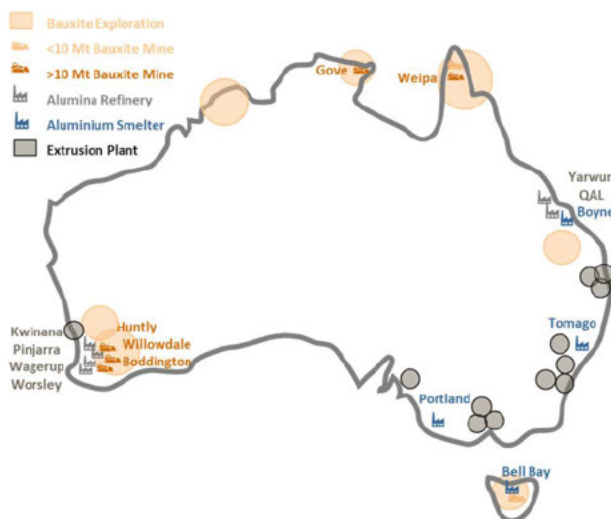 Bauxite Exploration
<10 Mt Bauxite Mine
>10 Mt Bauxite Mine
Alumina Refinery
Aluminium Smelter
Extrusion Plant
Gove
Weipa
Yarwun
QAL
Boyne
Kwinana
Pinjarra
Wagerup
Worsley
Huntly
Willowdale
Boddington
Tomago
Portland
Bell Bay